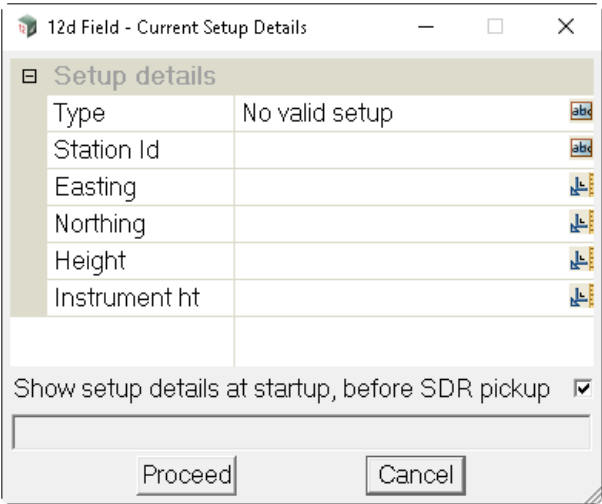 12d Field - Current Setup Details
Setup details
Type No valid setup
Station Id
Easting
Northing
Height
Instrument ht
Show setup details at startup, before SDR pickup
Proceed Cancel